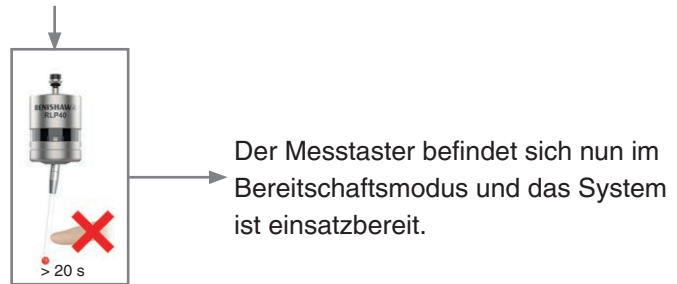 RENISHAW
RLP40
> 20 s
Der Messtaster befindet sich nun im
Bereitschaftsmodus und das System
ist einsatzbereit.